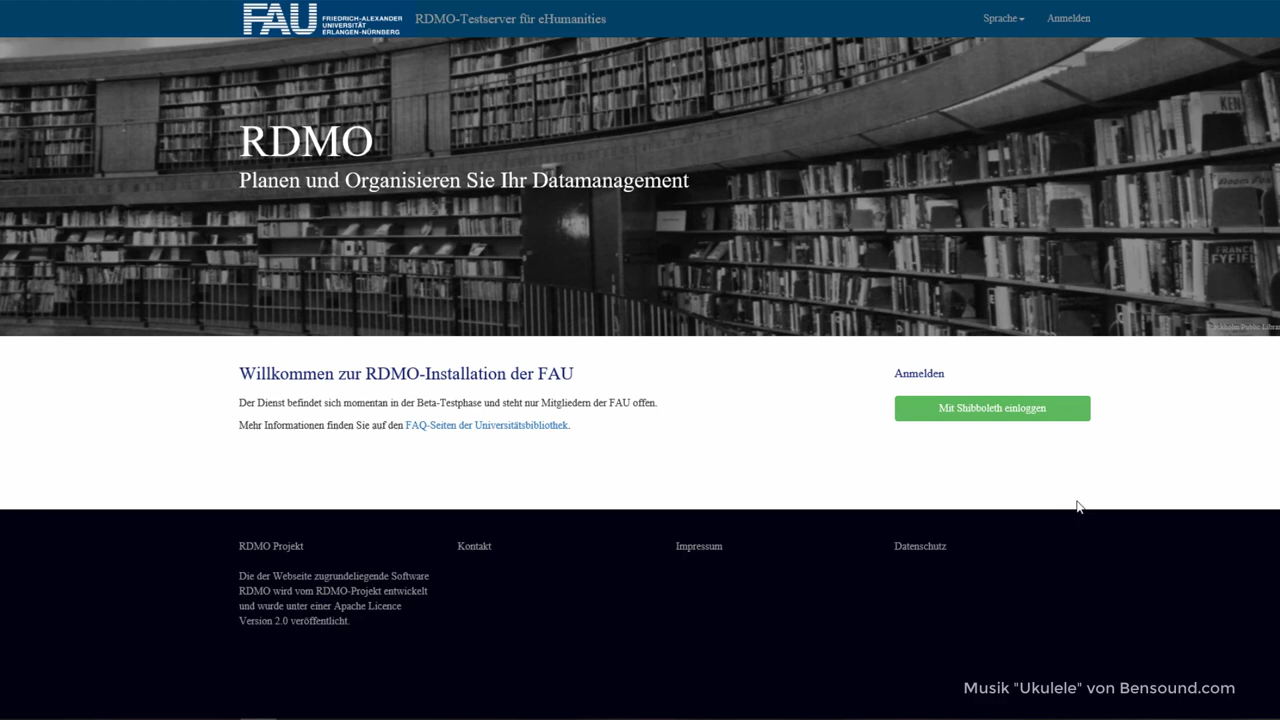 FAU FRIEDRICH-ALEXANDER
UNIVERSITÄT
ERLANGEN-NÜRNBERG
RDMO-Testserver für eHumanities
Sprache
Anmelden
RDMO
Planen und Organisieren Sie Ihr Datamanagement
Willkommen zur RDMO-Installation der FAU
Der Dienst befindet sich momentan in der Beta-Testphase und steht nur Mitgliedern der FAU offen.
Mehr Informationen finden Sie auf den FAQ-Seiten der Universitätsbibliothek.
Anmelden
Mit Shibboleth einloggen
RDMO Projekt
Die der Webseite zugrundeliegende Software
RDMO wird vom RDMO-Projekt entwickelt
und wurde unter einer Apache Licence
Version 2.0 veröffentlicht.
Kontakt
Impressum
Datenschutz
Musik "Ukulele" von Bensound.com